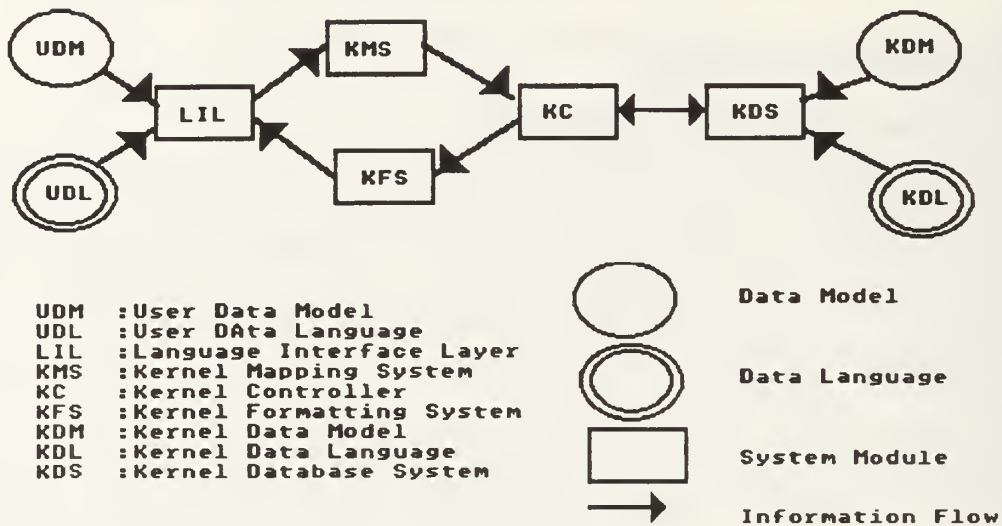 UDM
KMS
KDM
LIL
KC
KDS
UDL
KFS
KDL
UDM :User Data Model
UDL :User DAta Language
LIL :Language Interface Layer
KMS :Kernel Mapping System
KC :Kernel Controller
KFS :Kernel Formatting System
KDM :Kernel Data Model
KDL :Kernel Data Language
KDS :Kernel Database System
Data Model
Data Language
System Module
Information Flow